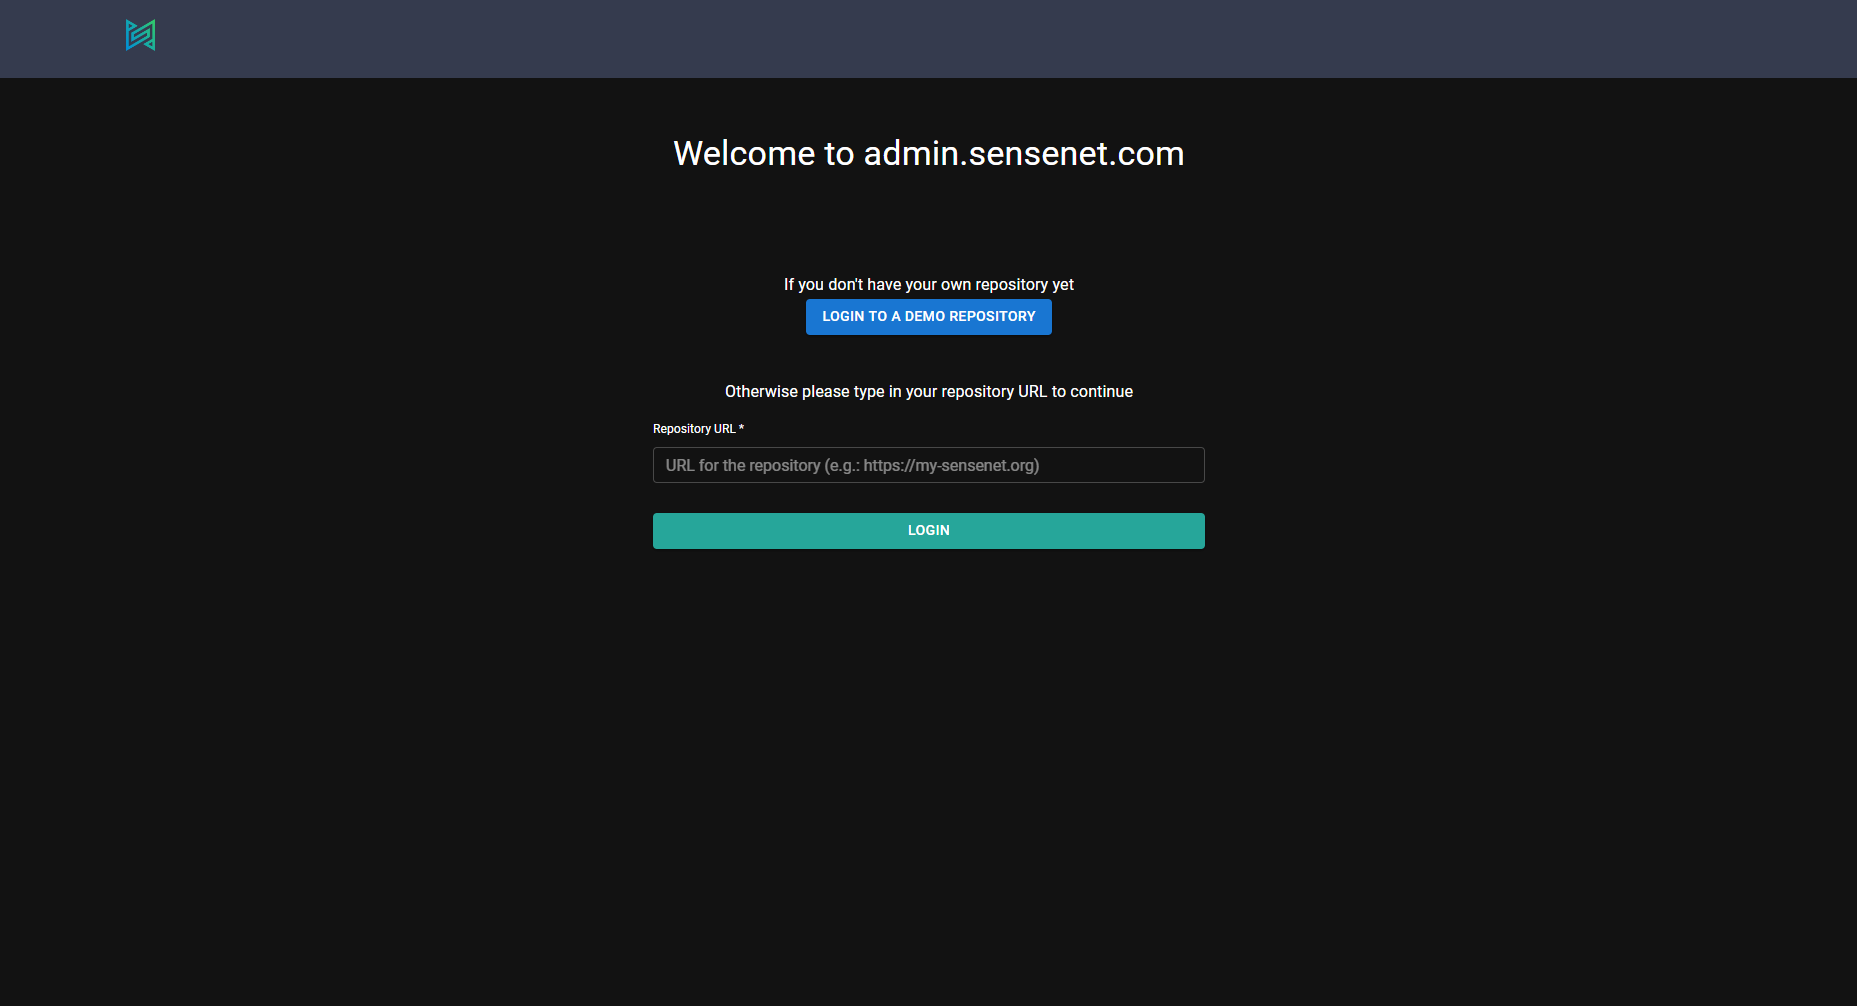 Welcome to admin.sensenet.com
If you don't have your own repository yet
LOGIN TO A DEMO REPOSITORY
Otherwise please type in your repository URL to continue
Repository URL *
URL for the repository (e.g.: https://my-sensenet.org)
LOGIN